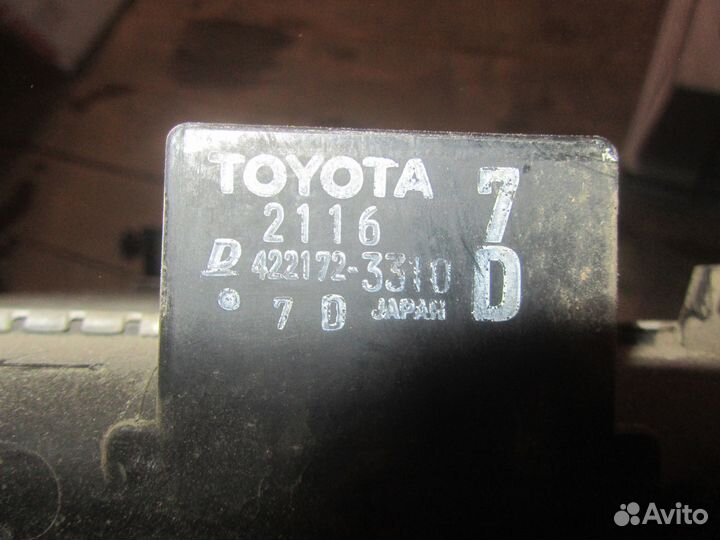 TOYOTA
2116
7
D 422172-3310
7 D JAPAN
D
Avito